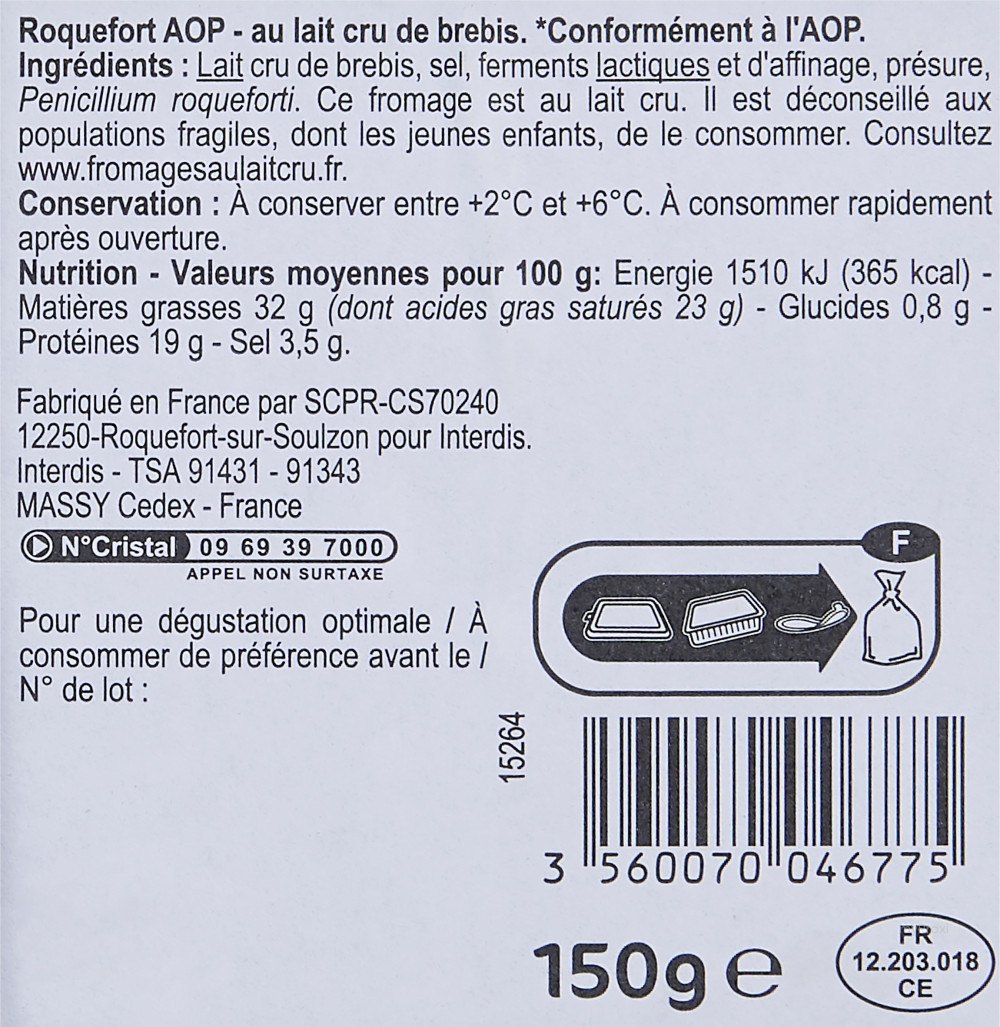 Roquefort AOP - au lait cru de brebis. *Conformément à l'AOP.
Ingrédients : Lait cru de brebis, sel, ferments lactiques et d'affinage, présure,
Penicillium roqueforti. Ce fromage est au lait cru. Il est déconseillé aux
populations fragiles, dont les jeunes enfants, de le consommer. Consultez
www.fromagesaulaitcru.fr.
Conservation : À conserver entre +2°C et +6°C. À consommer rapidement
après ouverture.
Nutrition - Valeurs moyennes pour 100 g: Energie 1510 kJ (365 kcal) -
Matières grasses 32 g (dont acides gras saturés 23 g) - Glucides 0,8 g -
Protéines 19 g - Sel 3,5 g.
Fabriqué en France par SCPR-CS70240
12250-Roquefort-sur-Soulzon pour Interdis.
Interdis - TSA 91431 - 91343
MASSY Cedex - France
N°Cristal 09 69 39 7000
APPEL NON SURTAXE
F
Pour une dégustation optimale / À
consommer de préférence avant le /
N° de lot :
15264
3 560070 046775
150g e
FR
12.203.018
CE